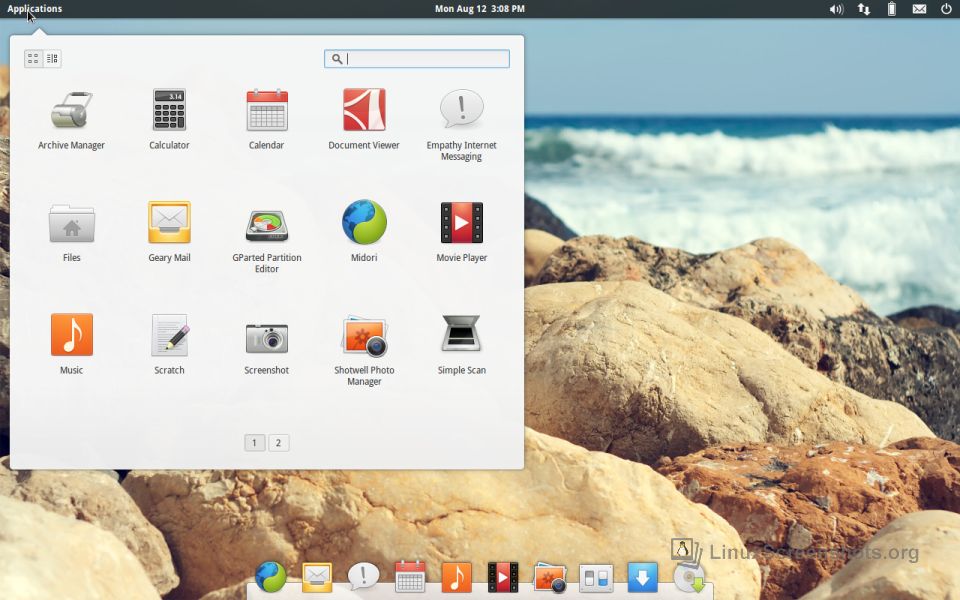 Applications
Mon Aug 12 3:08 PM
3.14
Archive Manager
Calculator
Calendar
Document Viewer
Empathy Internet
Messaging
Files
Geary Mail
GParted Partition
Editor
Midori
Movie Player
Music
Scratch
Screenshot
Shotwell Photo
Manager
Simple Scan
1
2
LinuxScreenshots.org